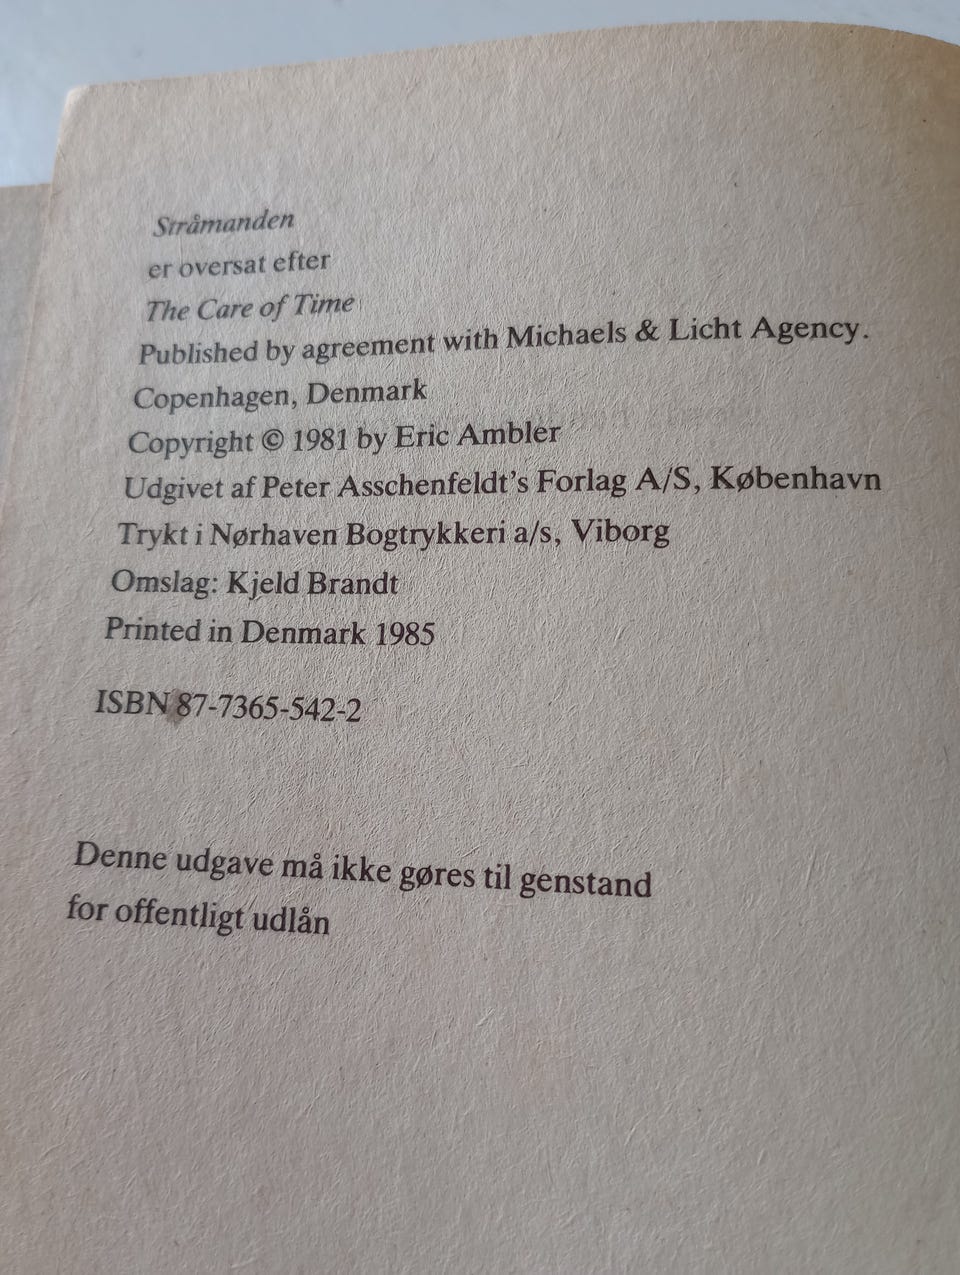 Stråmanden
er oversat efter
The Care of Time
Published by agreement with Michaels & Licht Agency.
Copenhagen, Denmark
Copyright © 1981 by Eric Ambler
Udgivet af Peter Asschenfeldt's Forlag A/S, København
Trykt i Nørhaven Bogtrykkeri a/s, Viborg
Omslag: Kjeld Brandt
Printed in Denmark 1985
ISBN 87-7365-542-2
Denne udgave må ikke gøres til genstand
for offentligt udlån